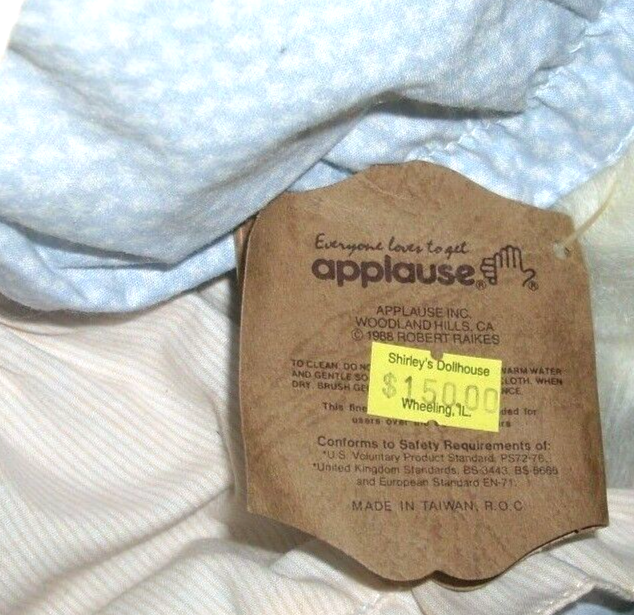 Everyone loves to get
applause® ®
APPLAUSE INC.
WOODLAND HILLS, CA
© 1988 ROBERT RAIKES
TO CLEAN, DO NO WARM WATER
AND GENTLE SO CLOTH. WHEN
DRY, BRUSH GE
Shirley's Dollhouse
$150.00
Wheeling, IL.
This fine ded for
users over
Conforms to Safety Requirements of:
*U.S. Voluntary Product Standard, PS72-76,
*United Kingdom Standards, BS-3443, BS-5665
and European Standard EN-71.
MADE IN TAIWAN, R.O.C